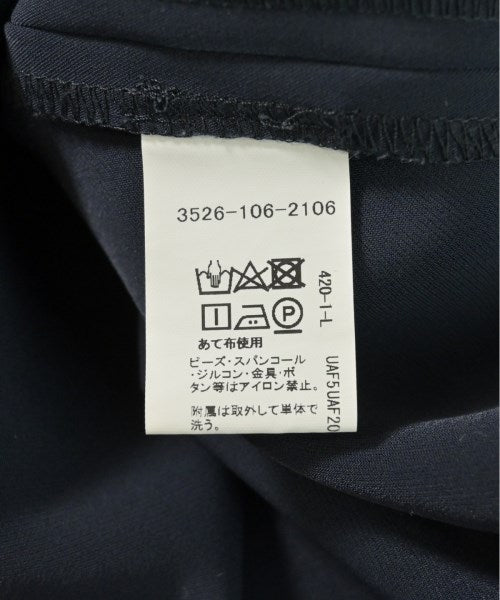 3526-106-2106
P
あて布使用
ビーズ・スパンコール
・ジルコン・金具・ボ
タン等はアイロン禁止。
附属は取外して単体で
洗う。
420-1-L
UAF5UAF20